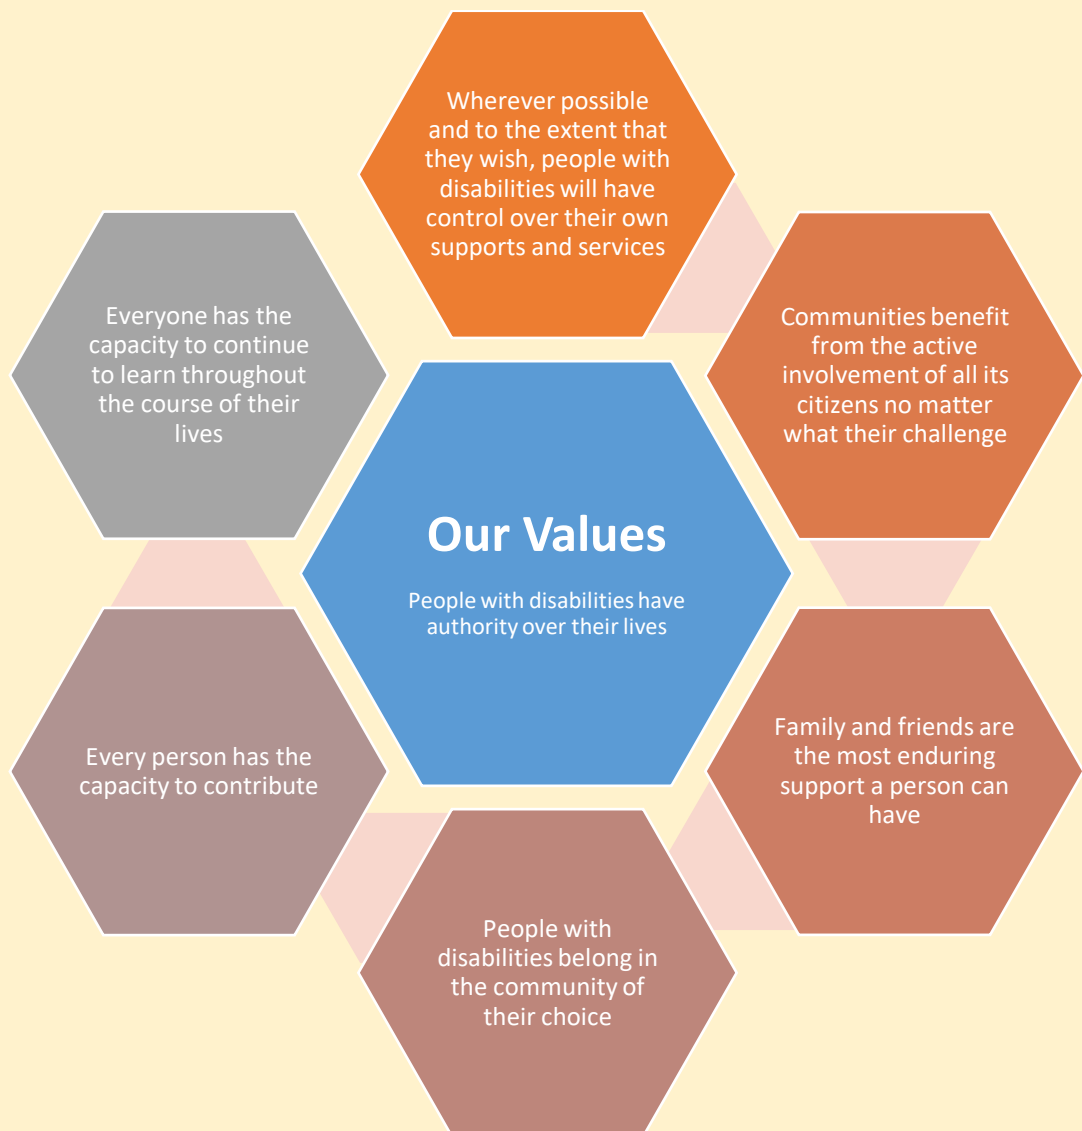 Wherever possible
and to the extent that
they wish, people with
disabilities will have
control over their own
supports and services
Communities benefit
from the active
involvement of all its
citizens no matter
what their challenge
Family and friends are
the most enduring
support a person can
have
People with
disabilities belong in
the community of
their choice
Every person has the
capacity to contribute
Everyone has the
capacity to continue
to learn throughout
the course of their
lives
Our Values
People with disabilities have
authority over their lives